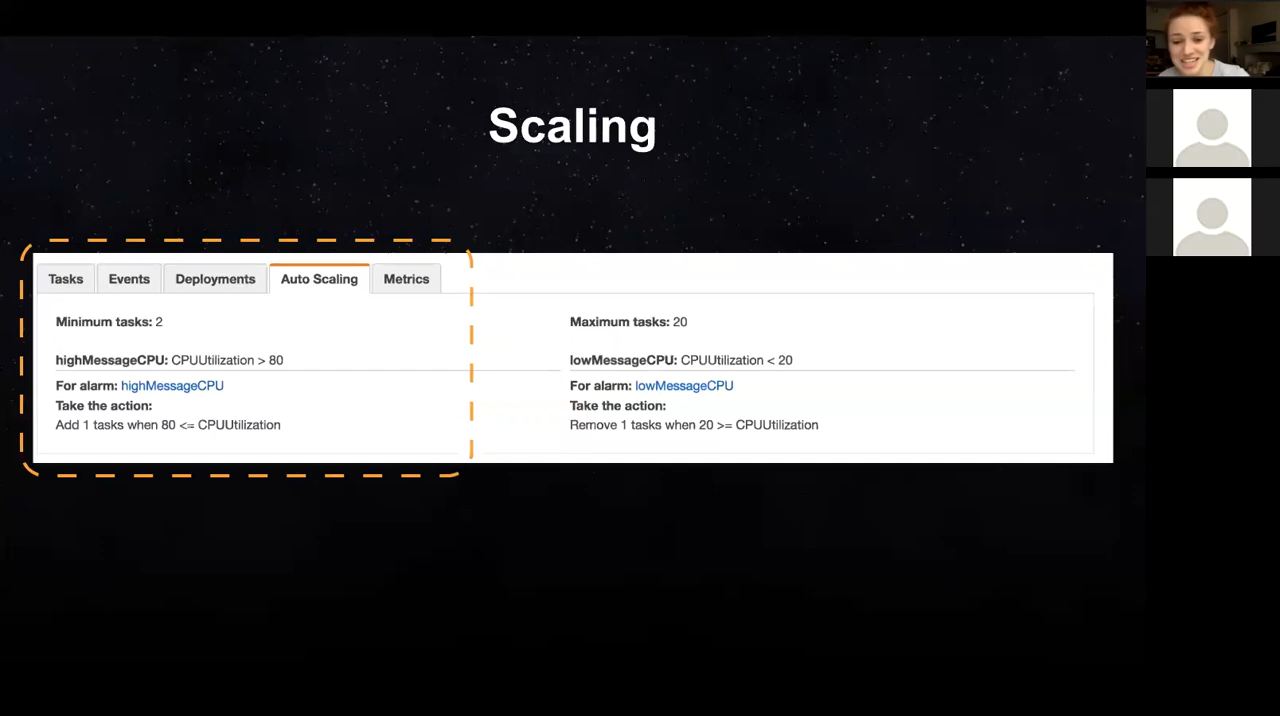 Scaling
Tasks
Events
Deployments
Auto Scaling
Metrics
Minimum tasks: 2
Maximum tasks: 20
highMessageCPU: CPUUtilization > 80
For alarm: highMessageCPU
Take the action:
Add 1 tasks when 80 <= CPUUtilization
lowMessageCPU: CPUUtilization < 20
For alarm: lowMessageCPU
Take the action:
Remove 1 tasks when 20 >= CPUUtilization